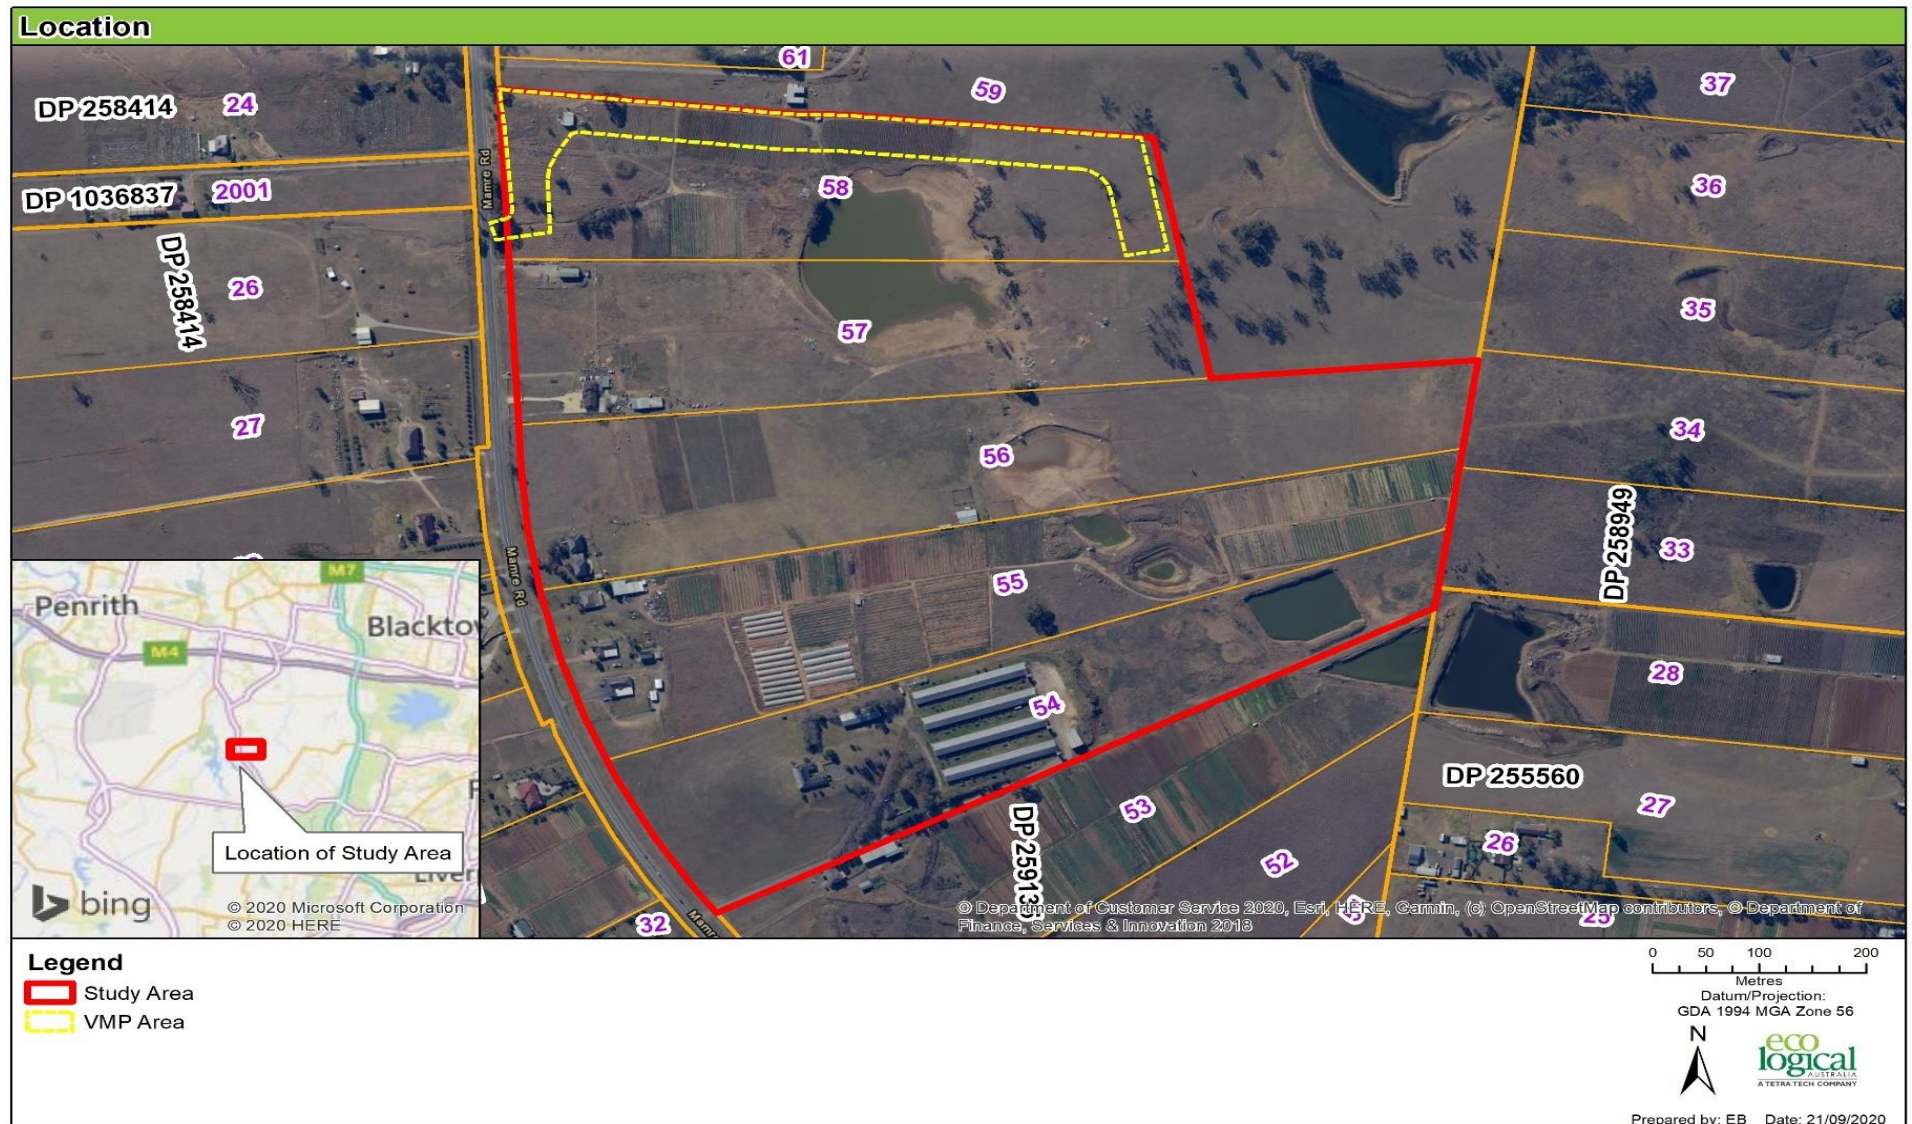 Location
61
59
37
DP 258414
24
58
36
DP 1036837
2001
Mamre Rd
DP 258414
26
57
35
27
56
34
DP 258949
33
Mamre Rd
55
28
54
DP 255560
53
27
26
52
DP 25913
32
25
Penrith
M7
M4
Location of Study Area
bing
© 2020 Microsoft Corporation
© 2020 HERE
© Department of Customer Service 2020, Esri, HERE, Garmin, (c) OpenStreetMap contributors, © Department of
Finance, Services & Innovation 2018
Legend
Study Area
VMP Area
0 50 100 200
Metres
Datum/Projection:
GDA 1994 MGA Zone 56
N
eco
logical
AUSTRALIA
A TETRA TECH COMPANY
Prepared by: EB Date: 21/09/2020